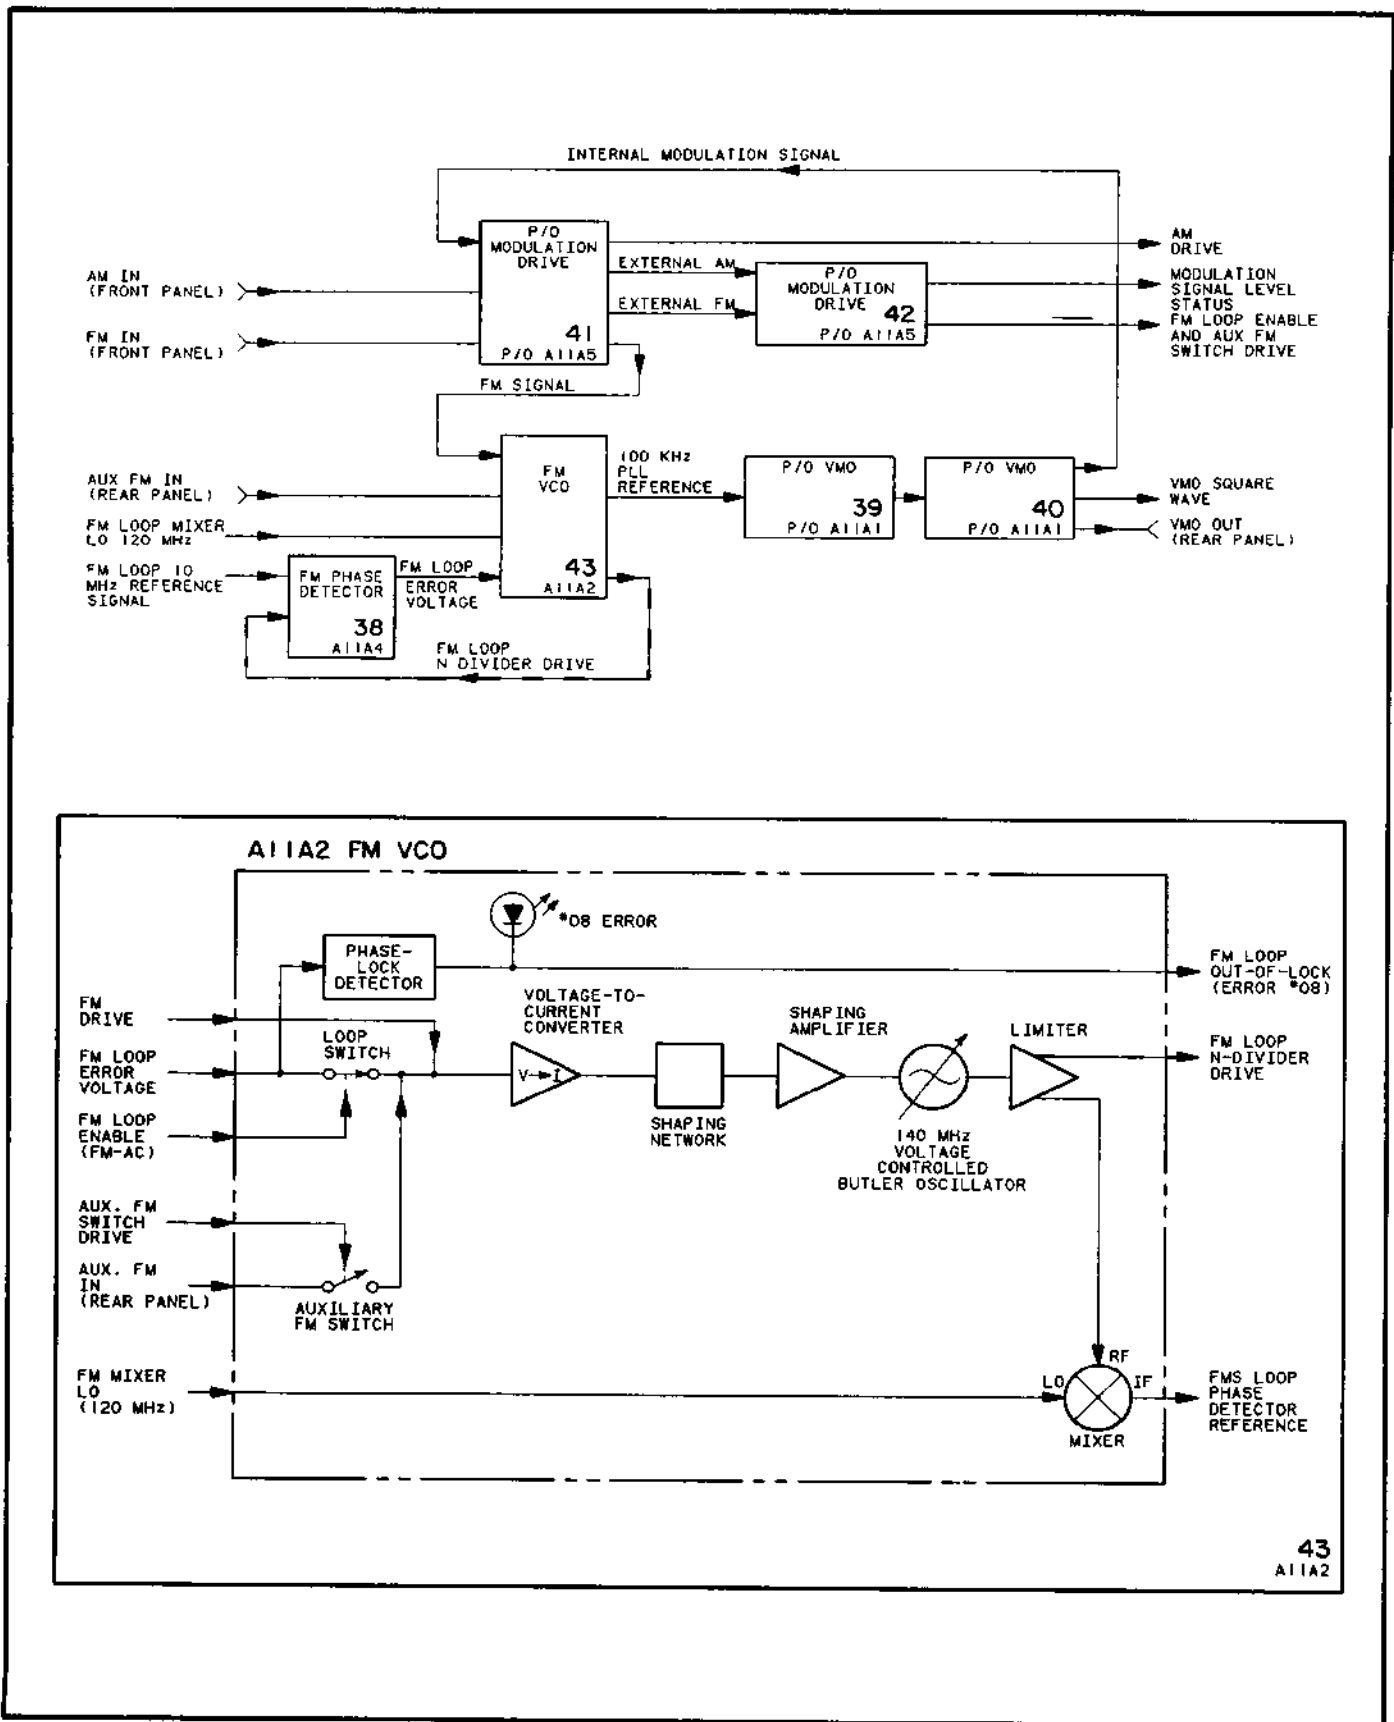 INTERNAL MODULATION SIGNAL
P/O
MODULATION
DRIVE
41
P/O A11A5
AM IN
(FRONT PANEL)
FM IN
(FRONT PANEL)
EXTERNAL AM
EXTERNAL FM
P/O
MODULATION
DRIVE
42
P/O A11A5
AM
DRIVE
MODULATION
SIGNAL LEVEL
STATUS
FM LOOP ENABLE
AND AUX FM
SWITCH DRIVE
FM SIGNAL
AUX FM IN
(REAR PANEL)
FM LOOP MIXER
LO 120 MHz
FM LOOP 10
MHz REFERENCE
SIGNAL
FM PHASE
DETECTOR
38
A11A4
FM LOOP
ERROR
VOLTAGE
FM
VCO
43
A11A2
FM LOOP
N DIVIDER DRIVE
100 KHz
PLL
REFERENCE
P/O VMO
39
P/O A11A1
P/O VMO
40
P/O A11A1
VMO SQUARE
WAVE
VMO OUT
(REAR PANEL)
A11A2 FM VCO
*08 ERROR
PHASE-
LOCK
DETECTOR
FM
DRIVE
FM LOOP
ERROR
VOLTAGE
FM LOOP
ENABLE
(FM-AC)
AUX. FM
SWITCH
DRIVE
AUX. FM
IN
(REAR PANEL)
FM MIXER
LO
(120 MHz)
LOOP
SWITCH
AUXILIARY
FM SWITCH
VOLTAGE-TO-
CURRENT
CONVERTER
V→I
SHAPING
NETWORK
SHAPING
AMPLIFIER
140 MHz
VOLTAGE
CONTROLLED
BUTLER OSCILLATOR
LIMITER
LO
RF
IF
MIXER
FM LOOP
OUT-OF-LOCK
(ERROR *08)
FM LOOP
N-DIVIDER
DRIVE
FMS LOOP
PHASE
DETECTOR
REFERENCE
43
A11A2